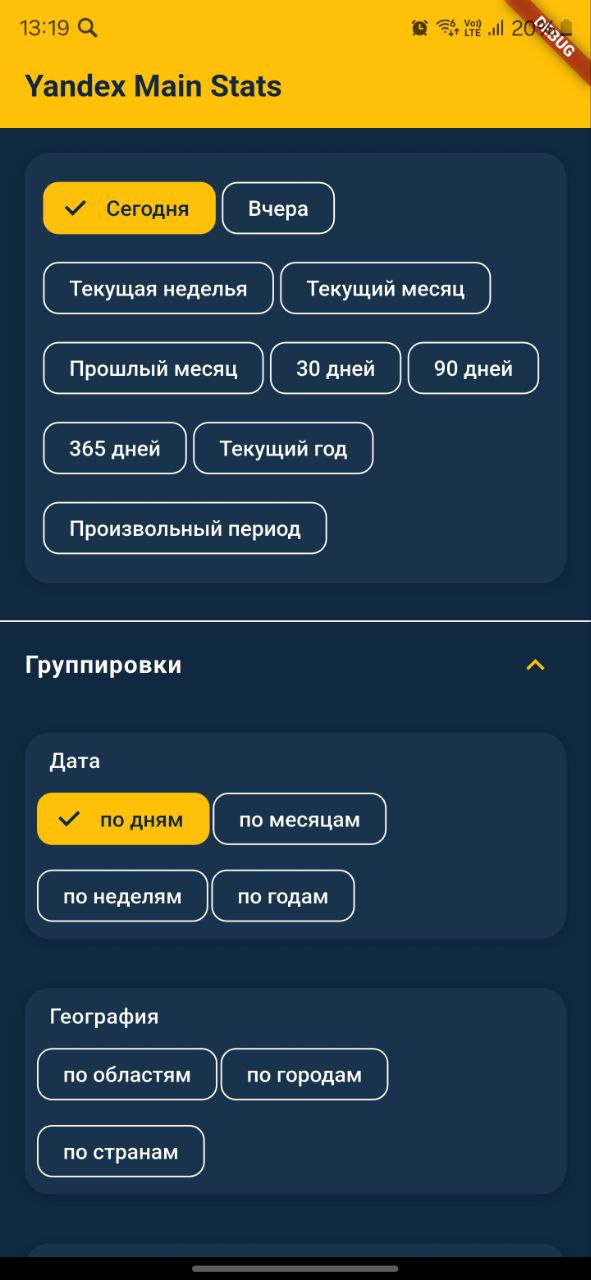 13:19 Vo)) LTE 20%
DEBUG
Yandex Main Stats
Сегодня Вчера
Текущая неделья Текущий месяц
Прошлый месяц 30 дней 90 дней
365 дней Текущий год
Произвольный период
Группировки
Дата
по дням по месяцам
по неделям по годам
География
по областям по городам
по странам